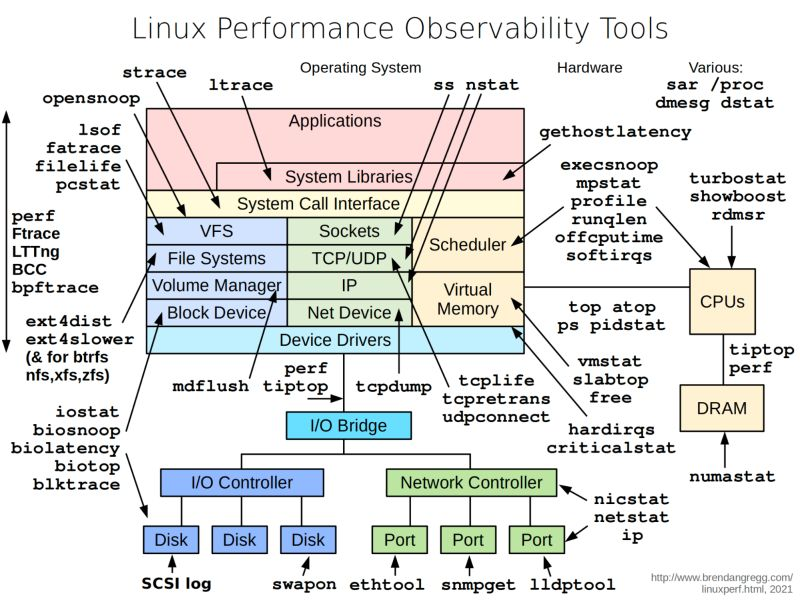 Linux Performance Observability Tools
Operating System
Hardware
Various:
sar /proc
dmesg dstat
strace
ltrace
ss nstat
opensnoop
lsof
fatrace
filelife
pcstat
perf
Ftrace
LTTng
BCC
bpftrace
ext4dist
ext4slower
(& for btrfs
nfs,xfs,zfs)
iostat
biosnoop
biolatency
biotop
blktrace
Applications
System Libraries
System Call Interface
VFS
Sockets
Scheduler
File Systems
TCP/UDP
Volume Manager
IP
Virtual
Memory
Block Device
Net Device
Device Drivers
gethostlatency
execsnoop
mpstat
profile
runqlen
offcputime
softirqs
turbostat
showboost
rdmsr
CPUs
top atop
ps pidstat
tiptop
perf
vmstat
slabtop
free
DRAM
hardirqs
criticalstat
numastat
mdflush
perf
tiptop
tcpdump
tcplife
tcpretrans
udpconnect
I/O Bridge
I/O Controller
Network Controller
nicstat
netstat
ip
Disk
Disk
Disk
Port
Port
Port
SCSI log
swapon
ethtool
snmpget
lldptool
http://www.brendangregg.com/
linuxperf.html, 2021